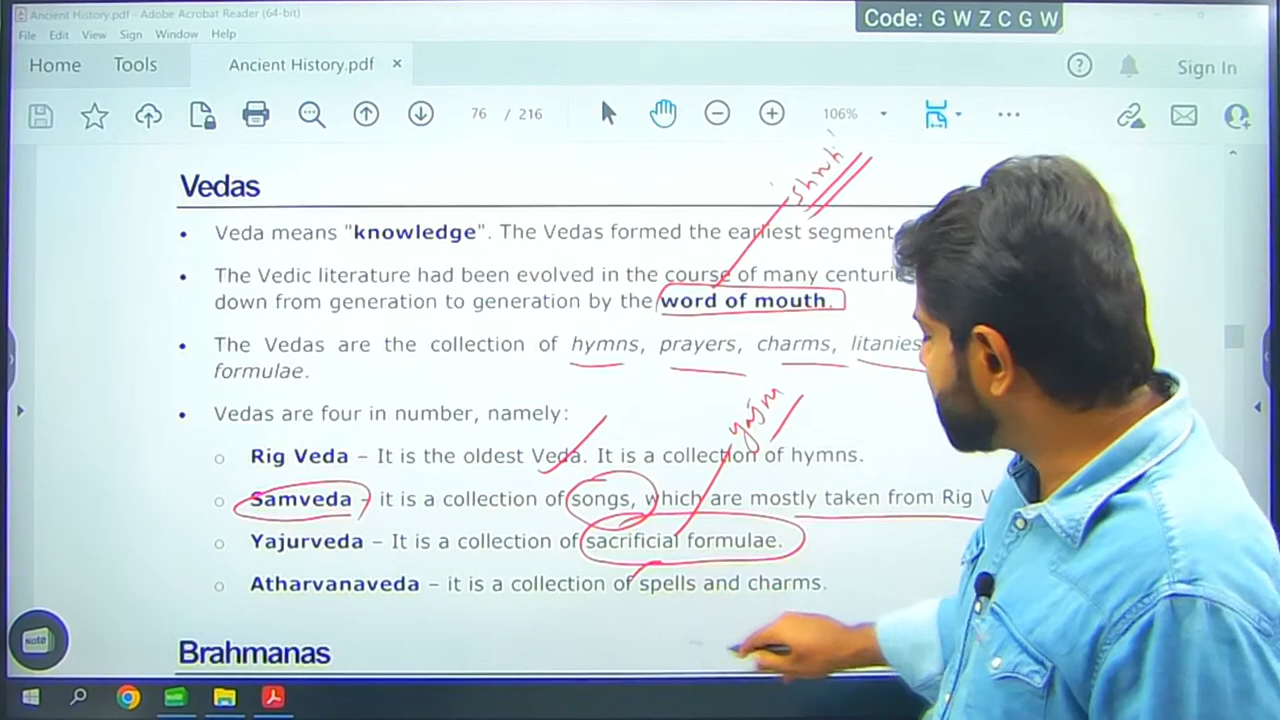 Ancient History.pdf - Adobe Acrobat Reader (64-bit)
Code: G W Z C G W
File Edit View Sign Window Help
Home Tools Ancient History.pdf × Sign In
76 / 216 106%
shruti
Vedas
• Veda means "knowledge". The Vedas formed the earliest segment
• The Vedic literature had been evolved in the course of many centuries
down from generation to generation by the word of mouth.
• The Vedas are the collection of hymns, prayers, charms, litanies
formulae.
• Vedas are four in number, namely:
o Rig Veda – It is the oldest Veda. It is a collection of hymns.
o Samveda – it is a collection of songs, which are mostly taken from Rig V
o Yajurveda – It is a collection of sacrificial formulae.
o Atharvanaveda – it is a collection of spells and charms.
Note
Brahmanas